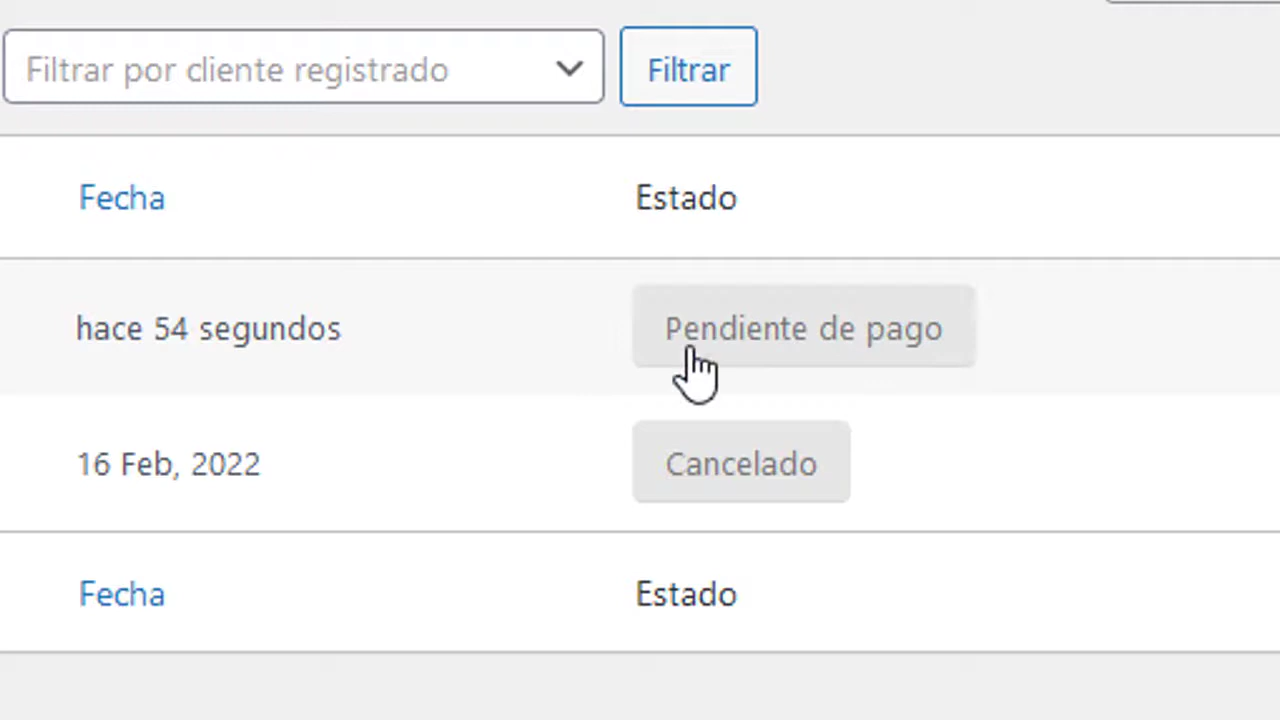 Filtrar por cliente registrado Filtrar
Fecha Estado
hace 54 segundos Pendiente de pago
16 Feb, 2022 Cancelado
Fecha Estado